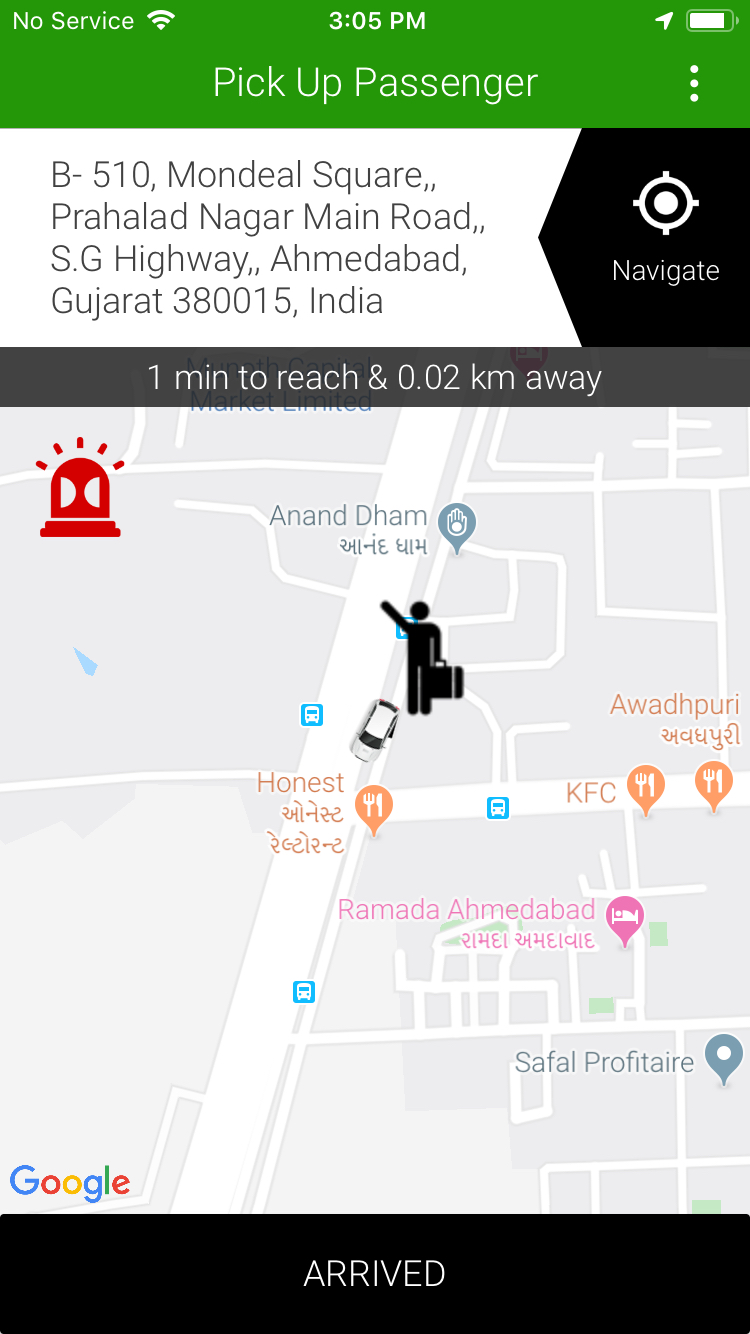 No Service
3:05 PM
Pick Up Passenger
B- 510, Mondeal Square,,
Prahalad Nagar Main Road,,
S.G Highway,, Ahmedabad,
Gujarat 380015, India
Navigate
Munath Capital
Market Limited
1 min to reach & 0.02 km away
Anand Dham
આનંદ ધામ
Awadhpuri
અવધપુરી
Honest
ઓનેસ્ટ
રેલ્ટોરન્ટ
KFC
Ramada Ahmedabad
રામદા અમદાવાદ
Safal Profitaire
Google
ARRIVED